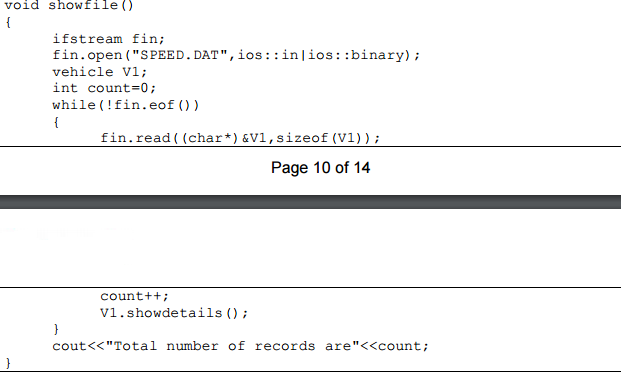 void showfile()
{
ifstream fin;
fin.open("SPEED.DAT",ios::in|ios::binary);
vehicle V1;
int count=0;
while(!fin.eof())
{
fin.read((char*)&V1,sizeof(V1));
Page 10 of 14
count++;
V1.showdetails();
}
cout<<"Total number of records are"<<count;
}